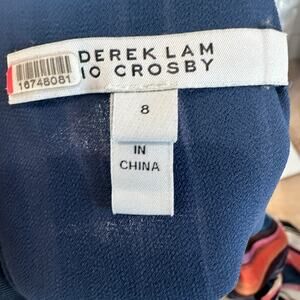 DEREK LAM
10 CROSBY
16748081
8
IN
CHINA